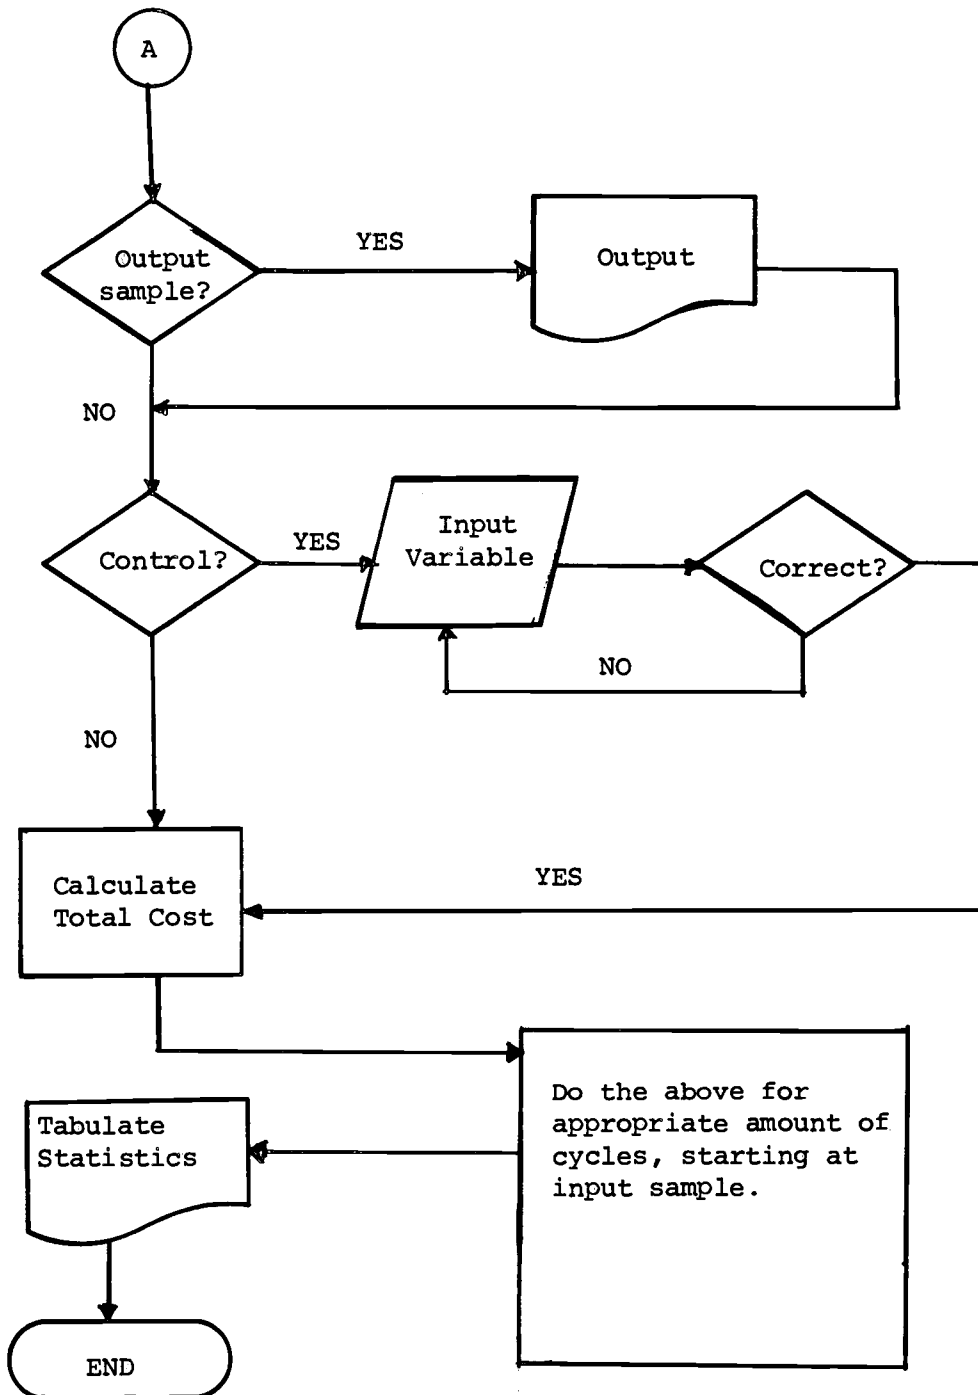 A
Output
sample?
YES
Output
NO
Control?
YES
Input
Variable
Correct?
NO
NO
Calculate
Total Cost
YES
Do the above for
appropriate amount of
cycles, starting at
input sample.
Tabulate
Statistics
END